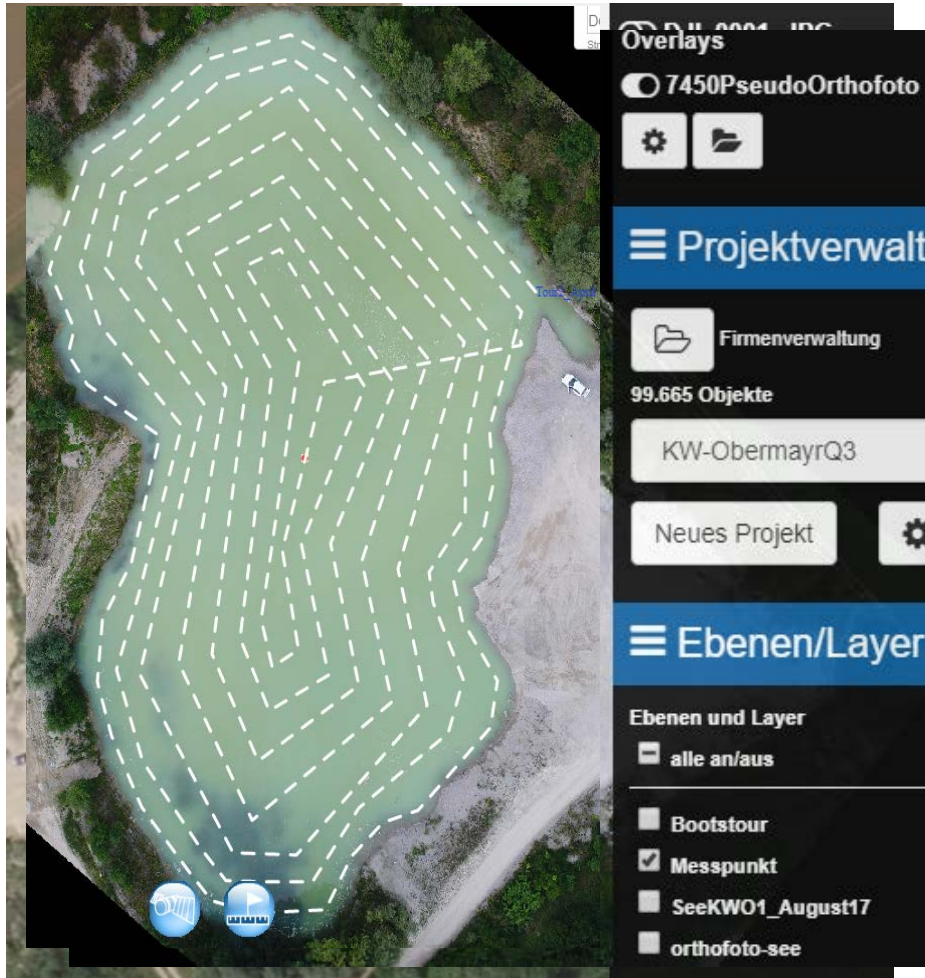 Overlays
7450PseudoOrthofoto
Projektverwalt
Firmenverwaltung
99.665 Objekte
KW-ObermayrQ3
Neues Projekt
Ebenen/Layer
Ebenen und Layer
alle an/aus
Bootstour
Messpunkt
SeeKWO1_August17
orthofoto-see